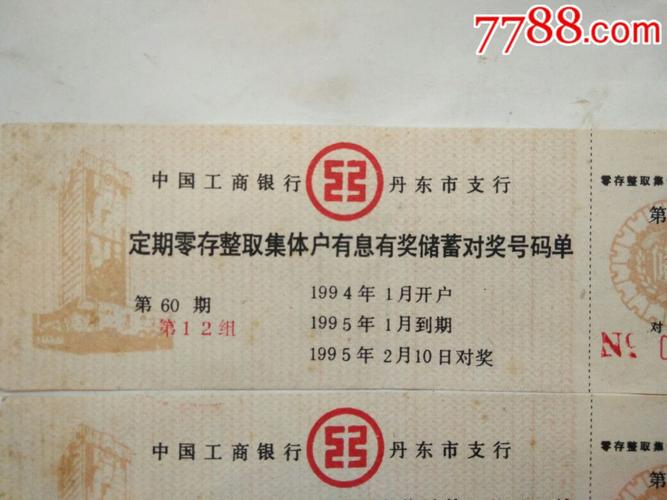 7788.com
中国工商银行 丹东市支行
定期零存整取集体户有息有奖储蓄对奖号码单
第60期
第12组
1994年1月开户
1995年1月到期
1995年2月10日对奖
零存整取集
第
对
中国工商银行 丹东市支行
零存整取集
第